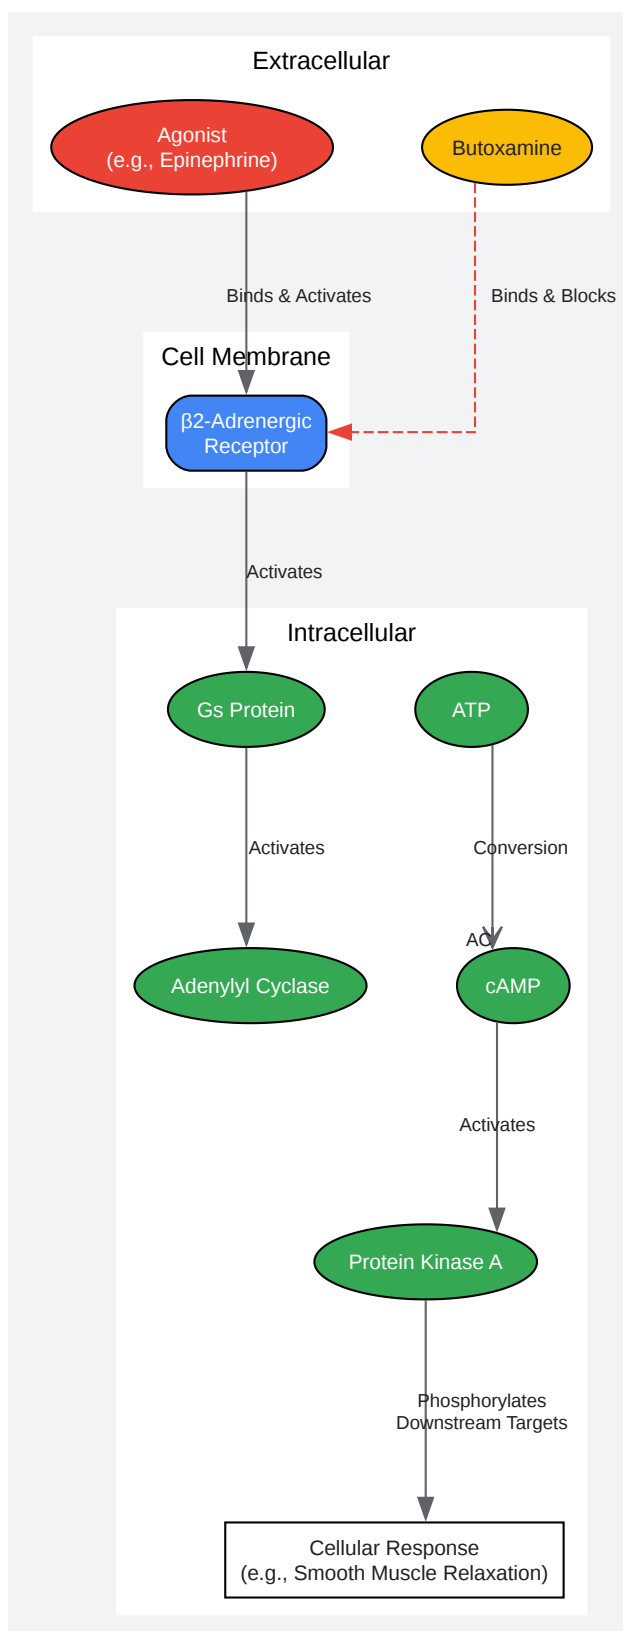 Extracellular
Agonist
(e.g., Epinephrine)
Butoxamine
Binds & Activates
Binds & Blocks
Cell Membrane
β2-Adrenergic
Receptor
Activates
Intracellular
Gs Protein
ATP
Activates
Conversion
AC
Adenylyl Cyclase
cAMP
Activates
Protein Kinase A
Phosphorylates
Downstream Targets
Cellular Response
(e.g., Smooth Muscle Relaxation)